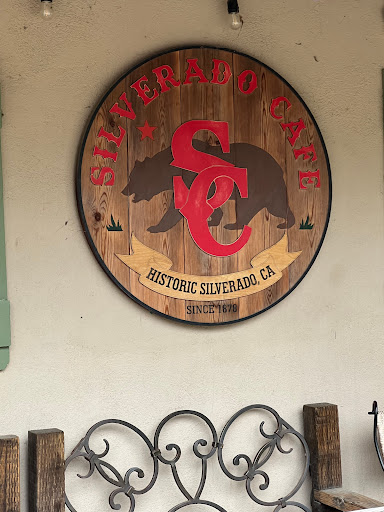 SILVERADO CAFE
SC
HISTORIC SILVERADO, CA
SINCE 1878